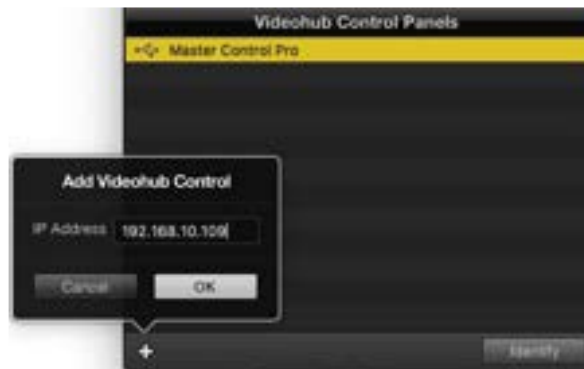 Videohub Control Panels
Master Control Pro
Add Videohub Control
IP Address 192.168.10.109
Cancel OK
+ Identify